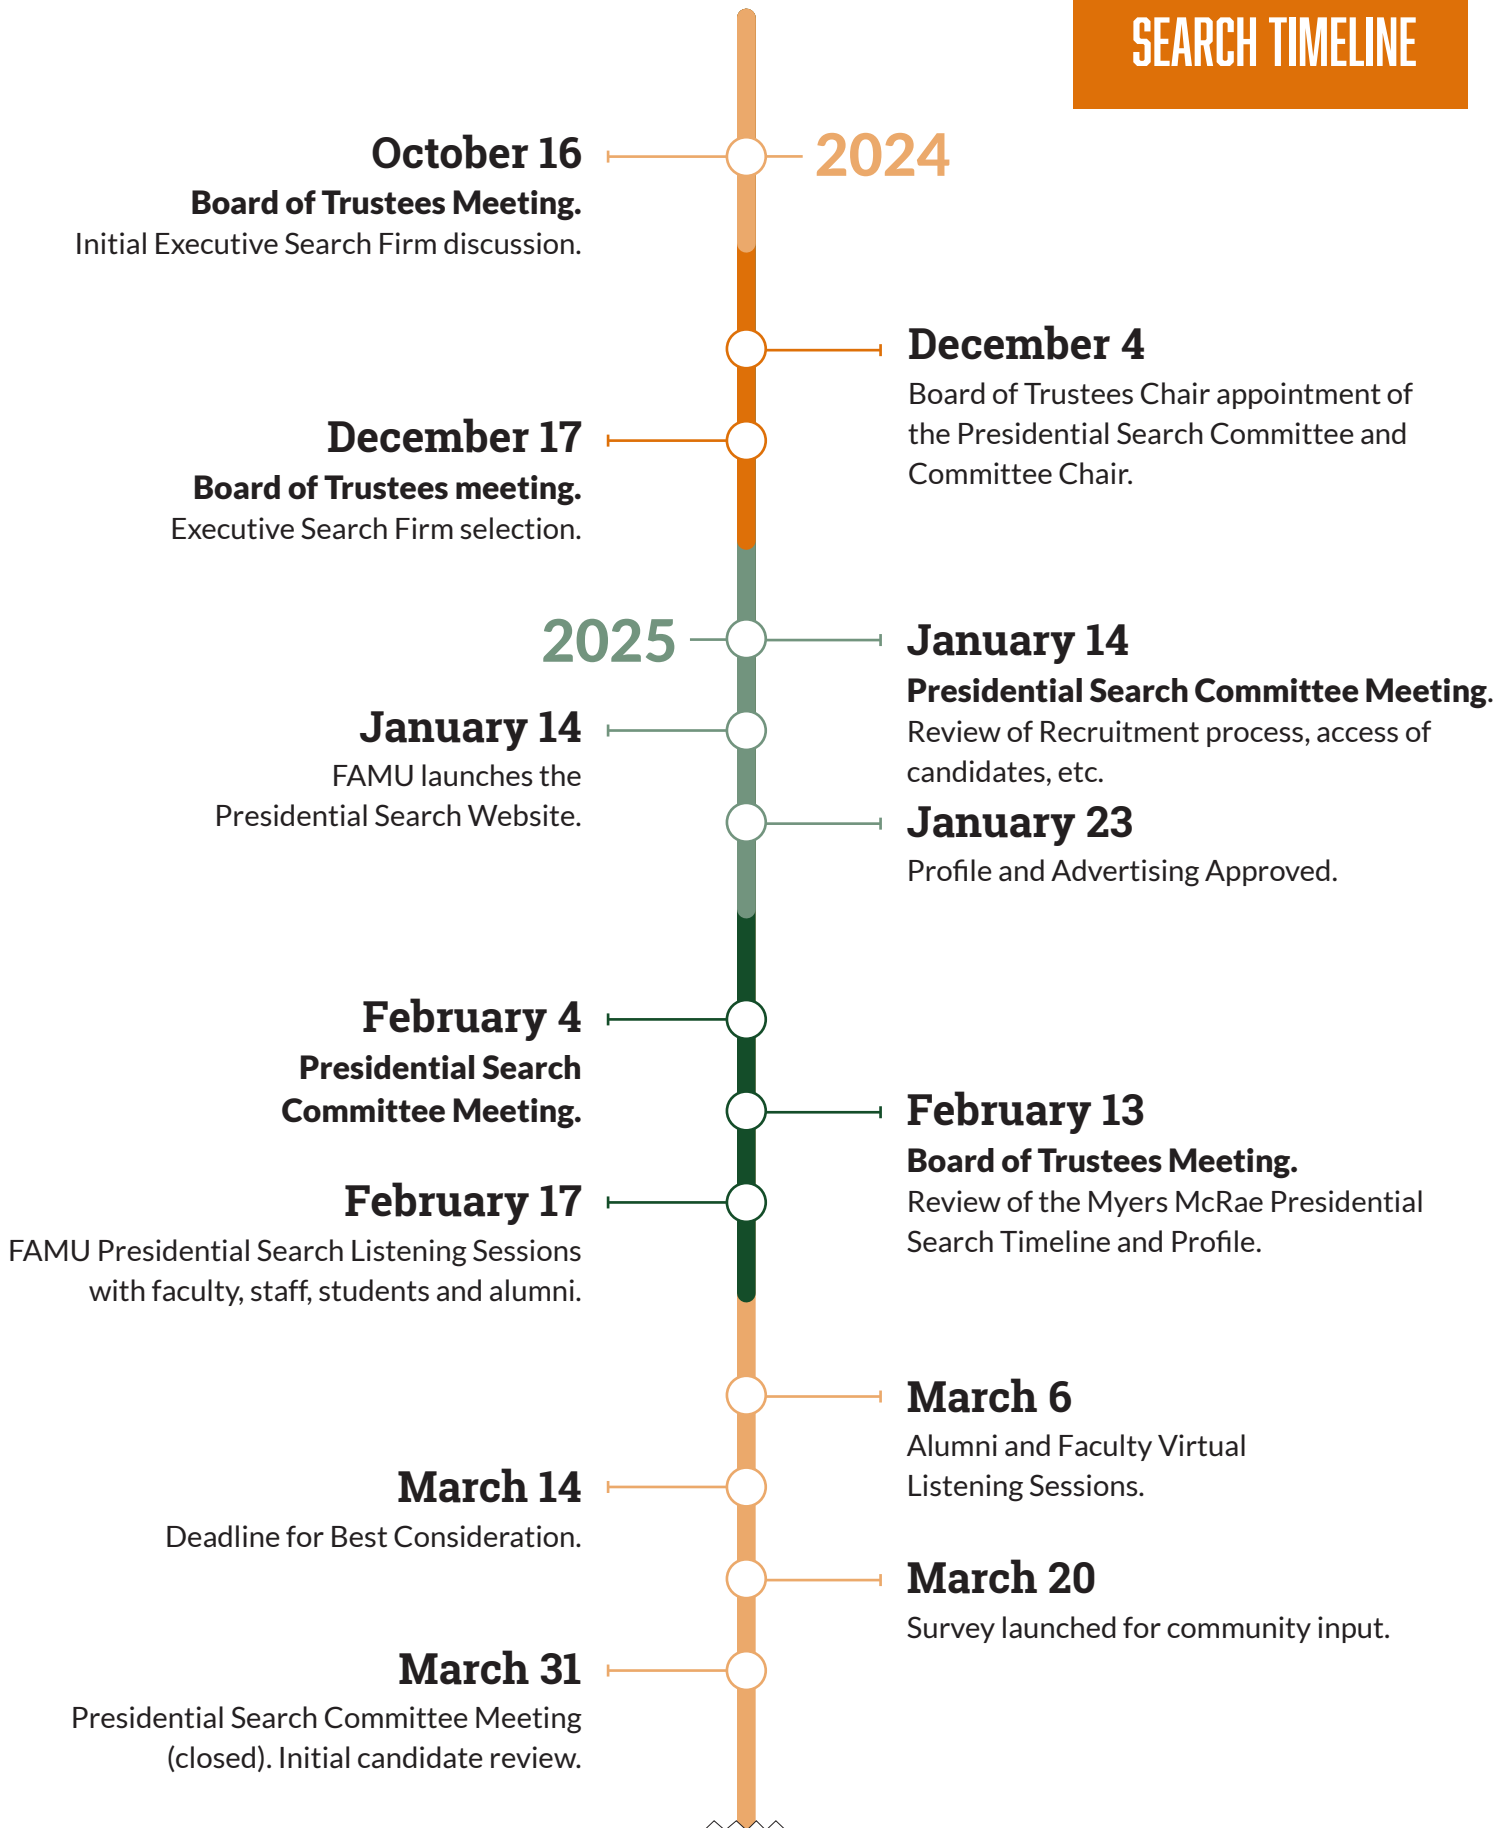 SEARCH TIMELINE
2024
October 16
Board of Trustees Meeting.
Initial Executive Search Firm discussion.
December 4
Board of Trustees Chair appointment of
the Presidential Search Committee and
Committee Chair.
December 17
Board of Trustees meeting.
Executive Search Firm selection.
2025
January 14
Presidential Search Committee Meeting.
Review of Recruitment process, access of
candidates, etc.
January 14
FAMU launches the
Presidential Search Website.
January 23
Profile and Advertising Approved.
February 4
Presidential Search
Committee Meeting.
February 13
Board of Trustees Meeting.
Review of the Myers McRae Presidential
Search Timeline and Profile.
February 17
FAMU Presidential Search Listening Sessions
with faculty, staff, students and alumni.
March 6
Alumni and Faculty Virtual
Listening Sessions.
March 14
Deadline for Best Consideration.
March 20
Survey launched for community input.
March 31
Presidential Search Committee Meeting
(closed). Initial candidate review.